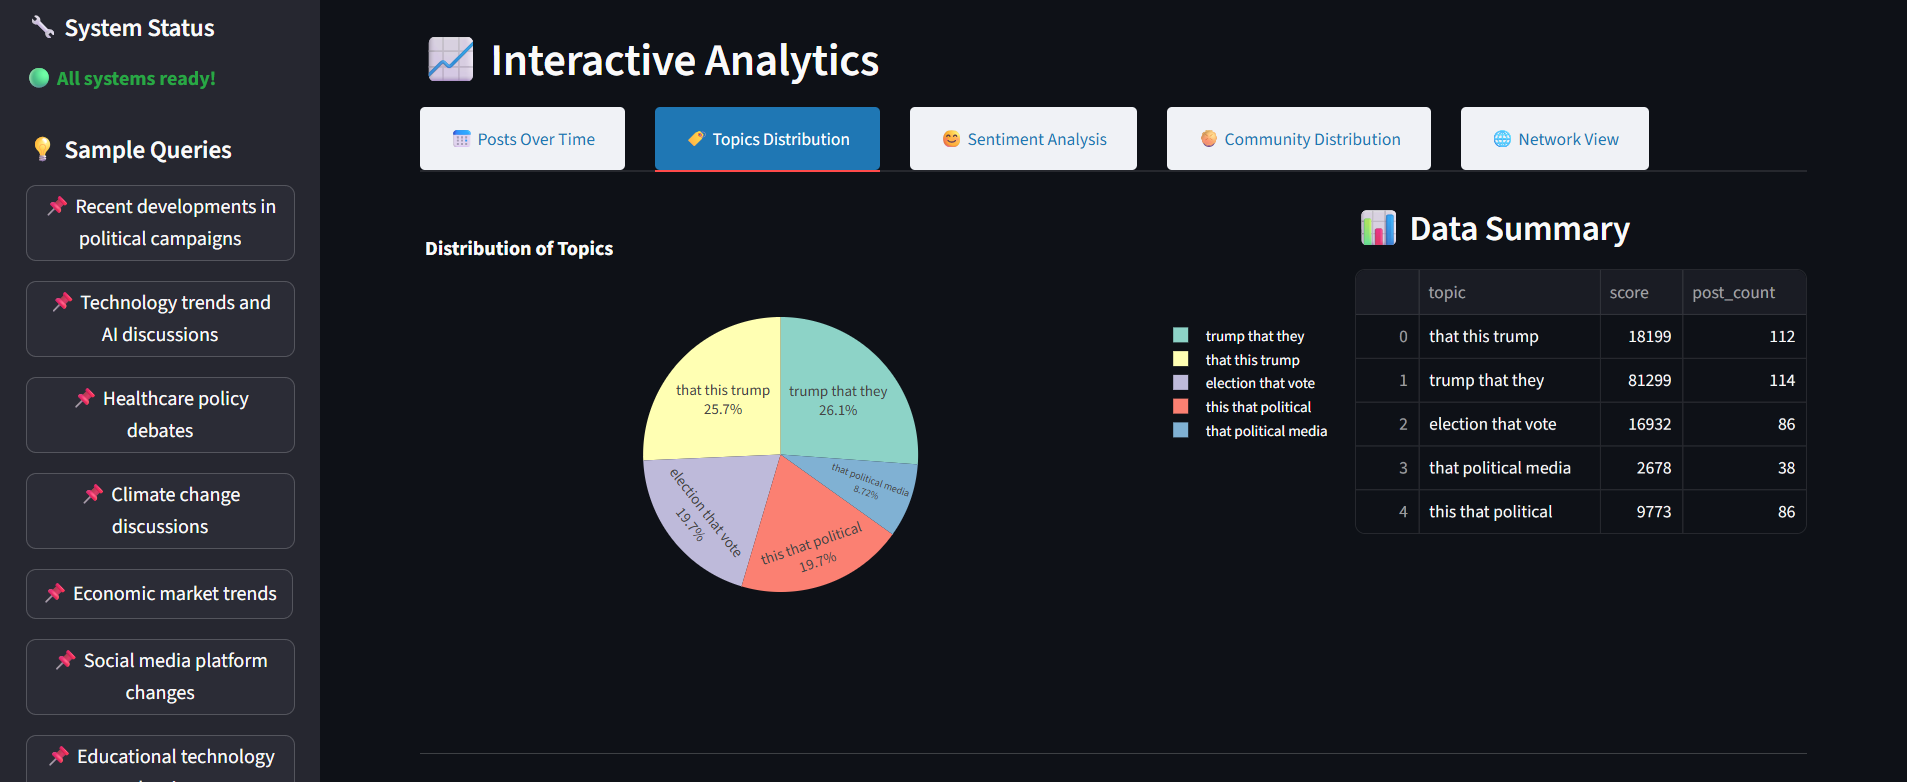 System Status
All systems ready!
Sample Queries
Recent developments in
political campaigns
Technology trends and
AI discussions
Healthcare policy
debates
Climate change
discussions
Economic market trends
Social media platform
changes
Educational technology
Interactive Analytics
Posts Over Time
Topics Distribution
Sentiment Analysis
Community Distribution
Network View
Distribution of Topics
that this trump
25.7%
trump that they
26.1%
that political media
8.72%
election that vote
19.7%
this that political
19.7%
trump that they
that this trump
election that vote
this that political
that political media
Data Summary
topic score post_count
0 that this trump 18199 112
1 trump that they 81299 114
2 election that vote 16932 86
3 that political media 2678 38
4 this that political 9773 86